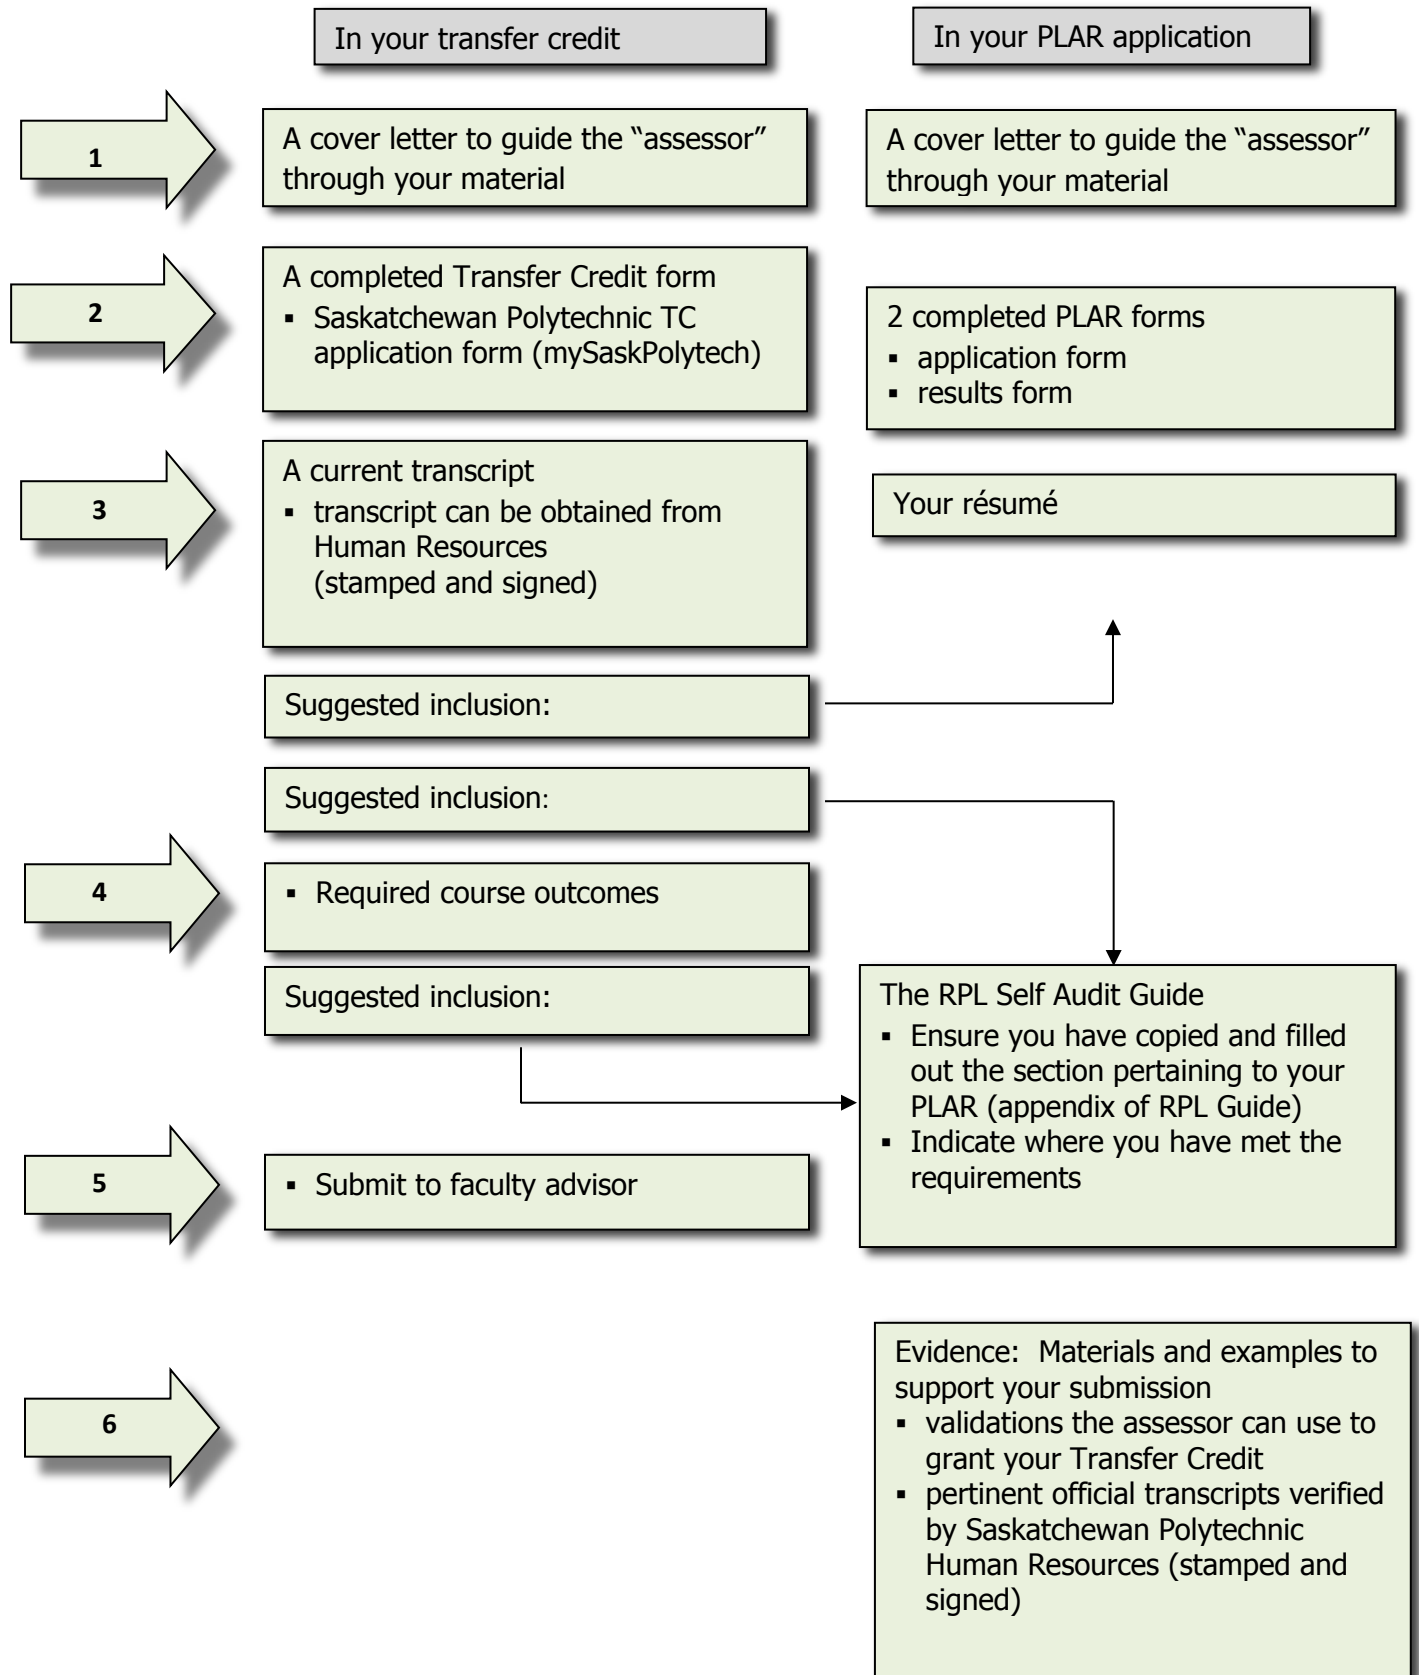 In your transfer credit
In your PLAR application
1
A cover letter to guide the “assessor”
through your material
A cover letter to guide the “assessor”
through your material
2
A completed Transfer Credit form
▪ Saskatchewan Polytechnic TC
application form (mySaskPolytech)
2 completed PLAR forms
▪ application form
▪ results form
3
A current transcript
▪ transcript can be obtained from
Human Resources
(stamped and signed)
Your résumé
Suggested inclusion:
Suggested inclusion:
4
▪ Required course outcomes
Suggested inclusion:
The RPL Self Audit Guide
▪ Ensure you have copied and filled
out the section pertaining to your
PLAR (appendix of RPL Guide)
▪ Indicate where you have met the
requirements
5
▪ Submit to faculty advisor
6
Evidence:  Materials and examples to
support your submission
▪ validations the assessor can use to
grant your Transfer Credit
▪ pertinent official transcripts verified
by Saskatchewan Polytechnic
Human Resources (stamped and
signed)